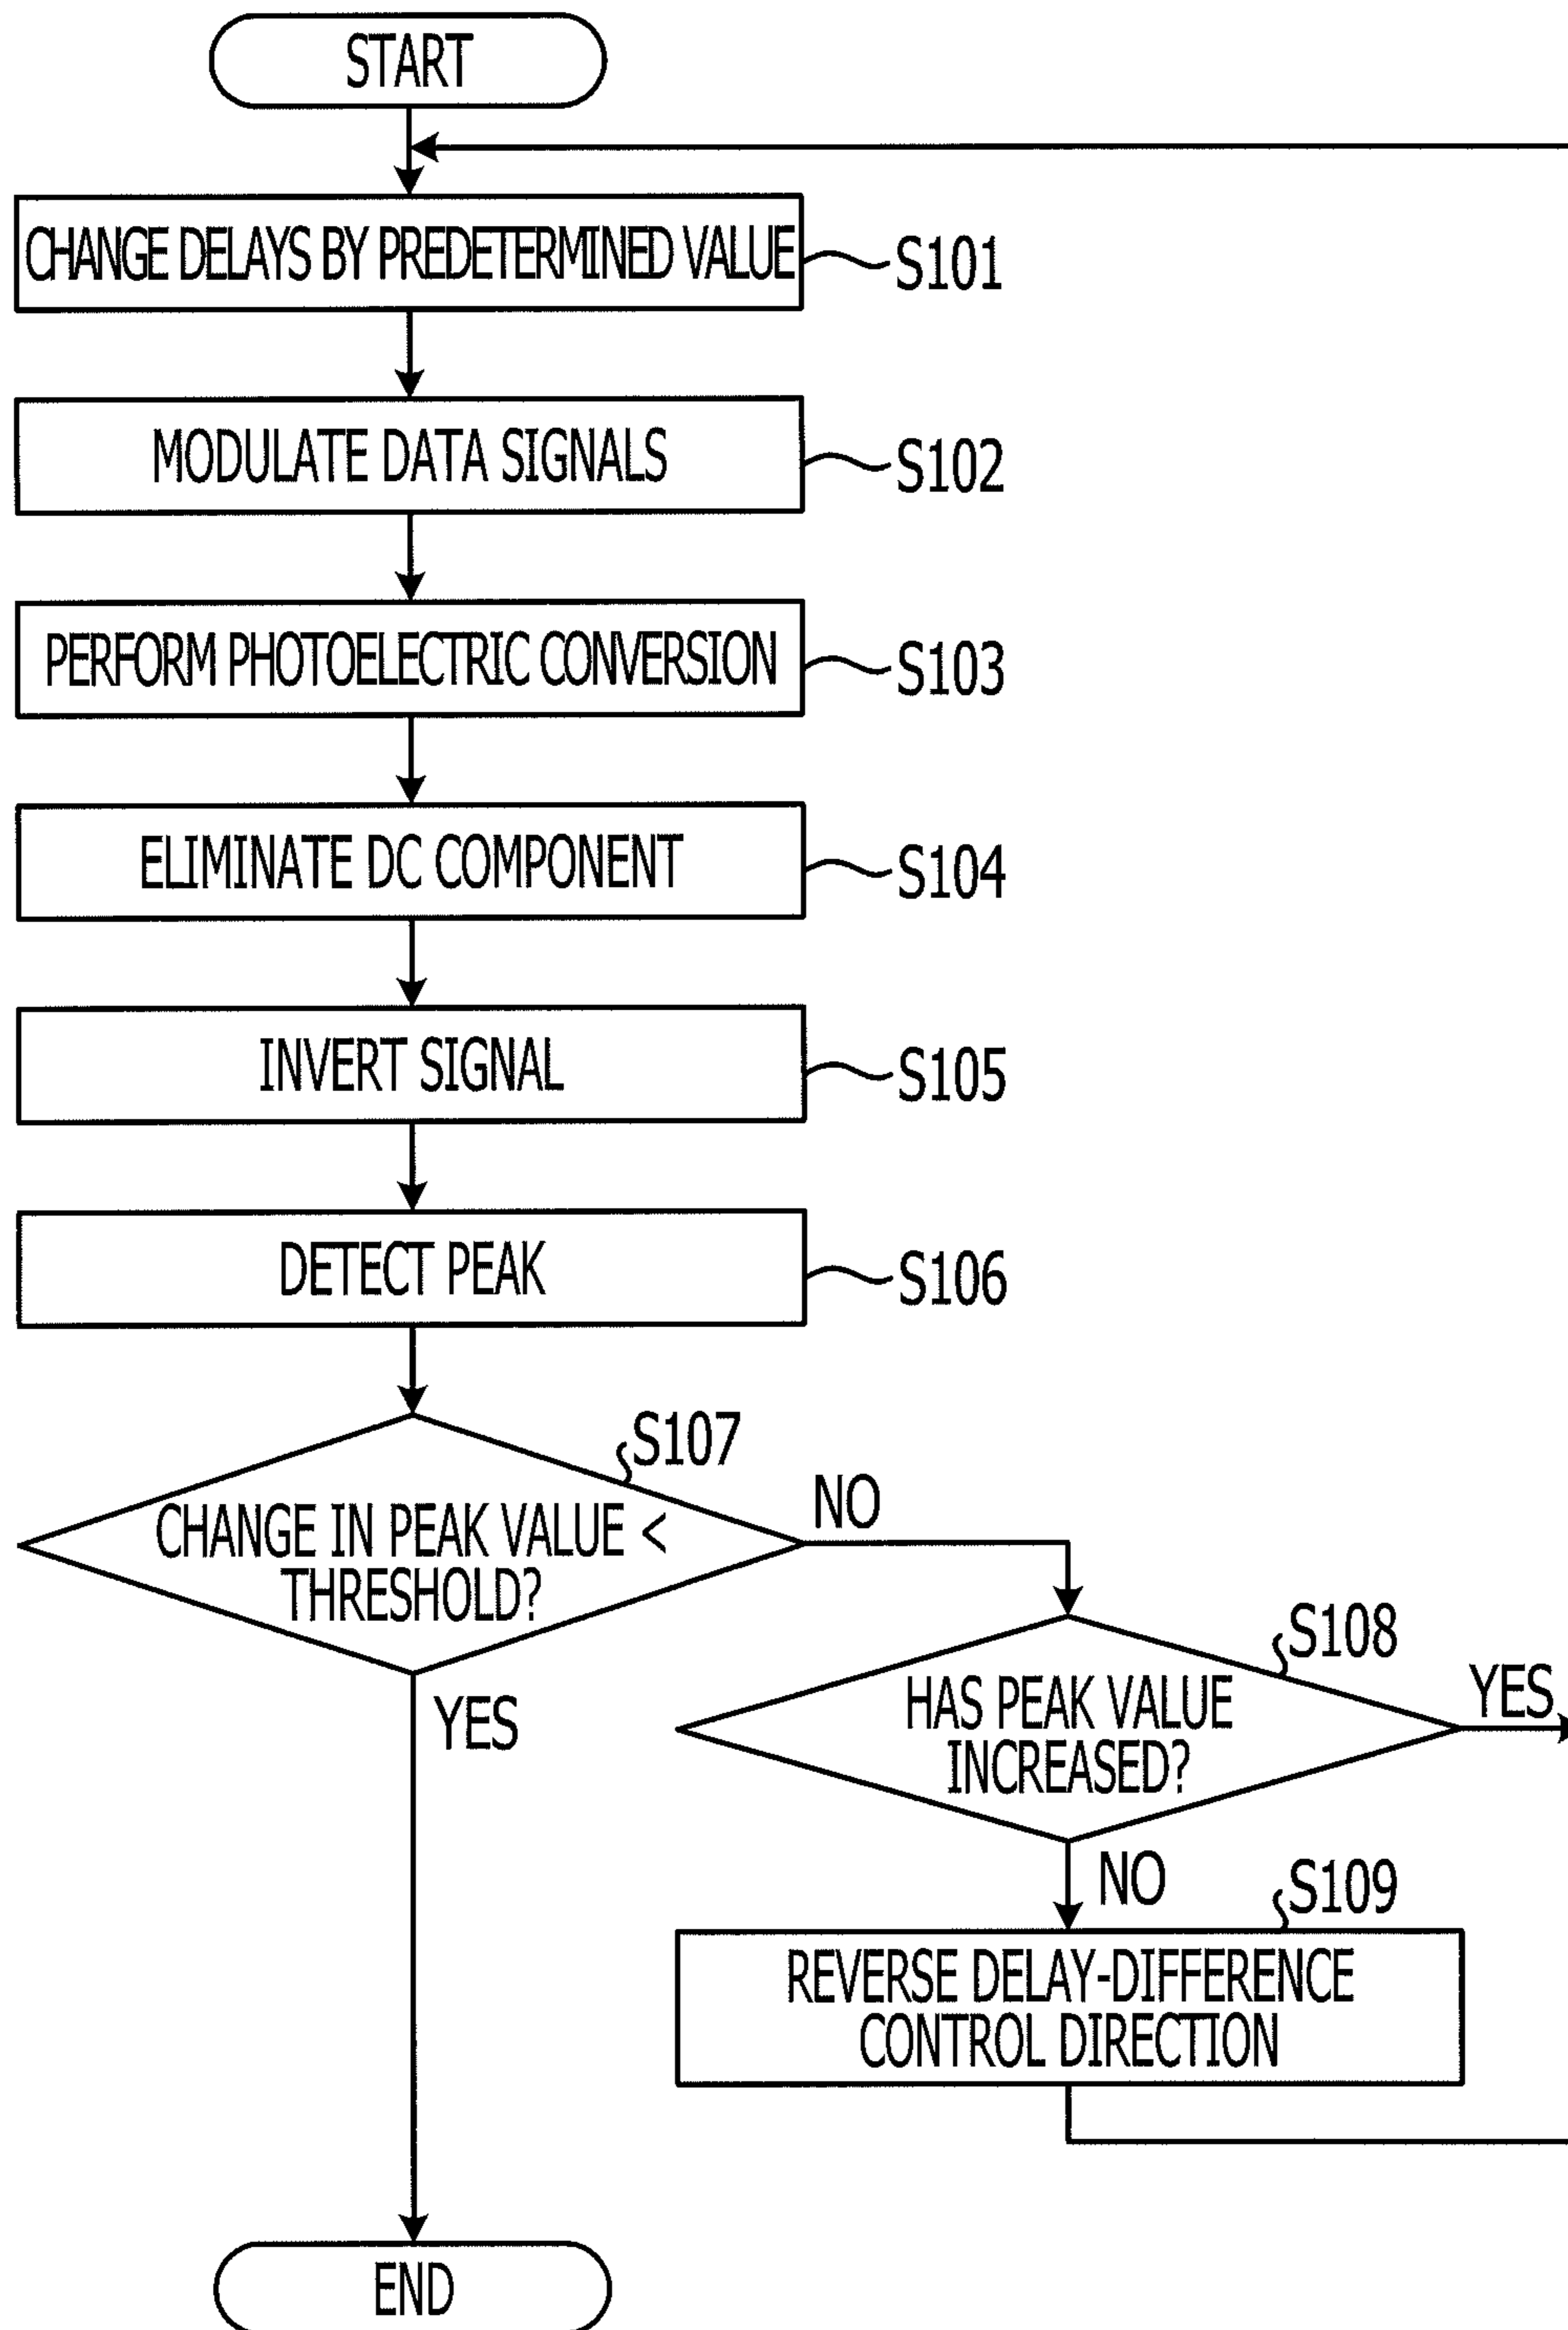 START
CHANGE DELAYS BY PREDETERMINED VALUE
S101
MODULATE DATA SIGNALS
S102
PERFORM PHOTOELECTRIC CONVERSION
S103
ELIMINATE DC COMPONENT
S104
INVERT SIGNAL
S105
DETECT PEAK
S106
S107
CHANGE IN PEAK VALUE <
THRESHOLD?
NO
YES
S108
HAS PEAK VALUE
INCREASED?
YES
NO
S109
REVERSE DELAY-DIFFERENCE
CONTROL DIRECTION
END